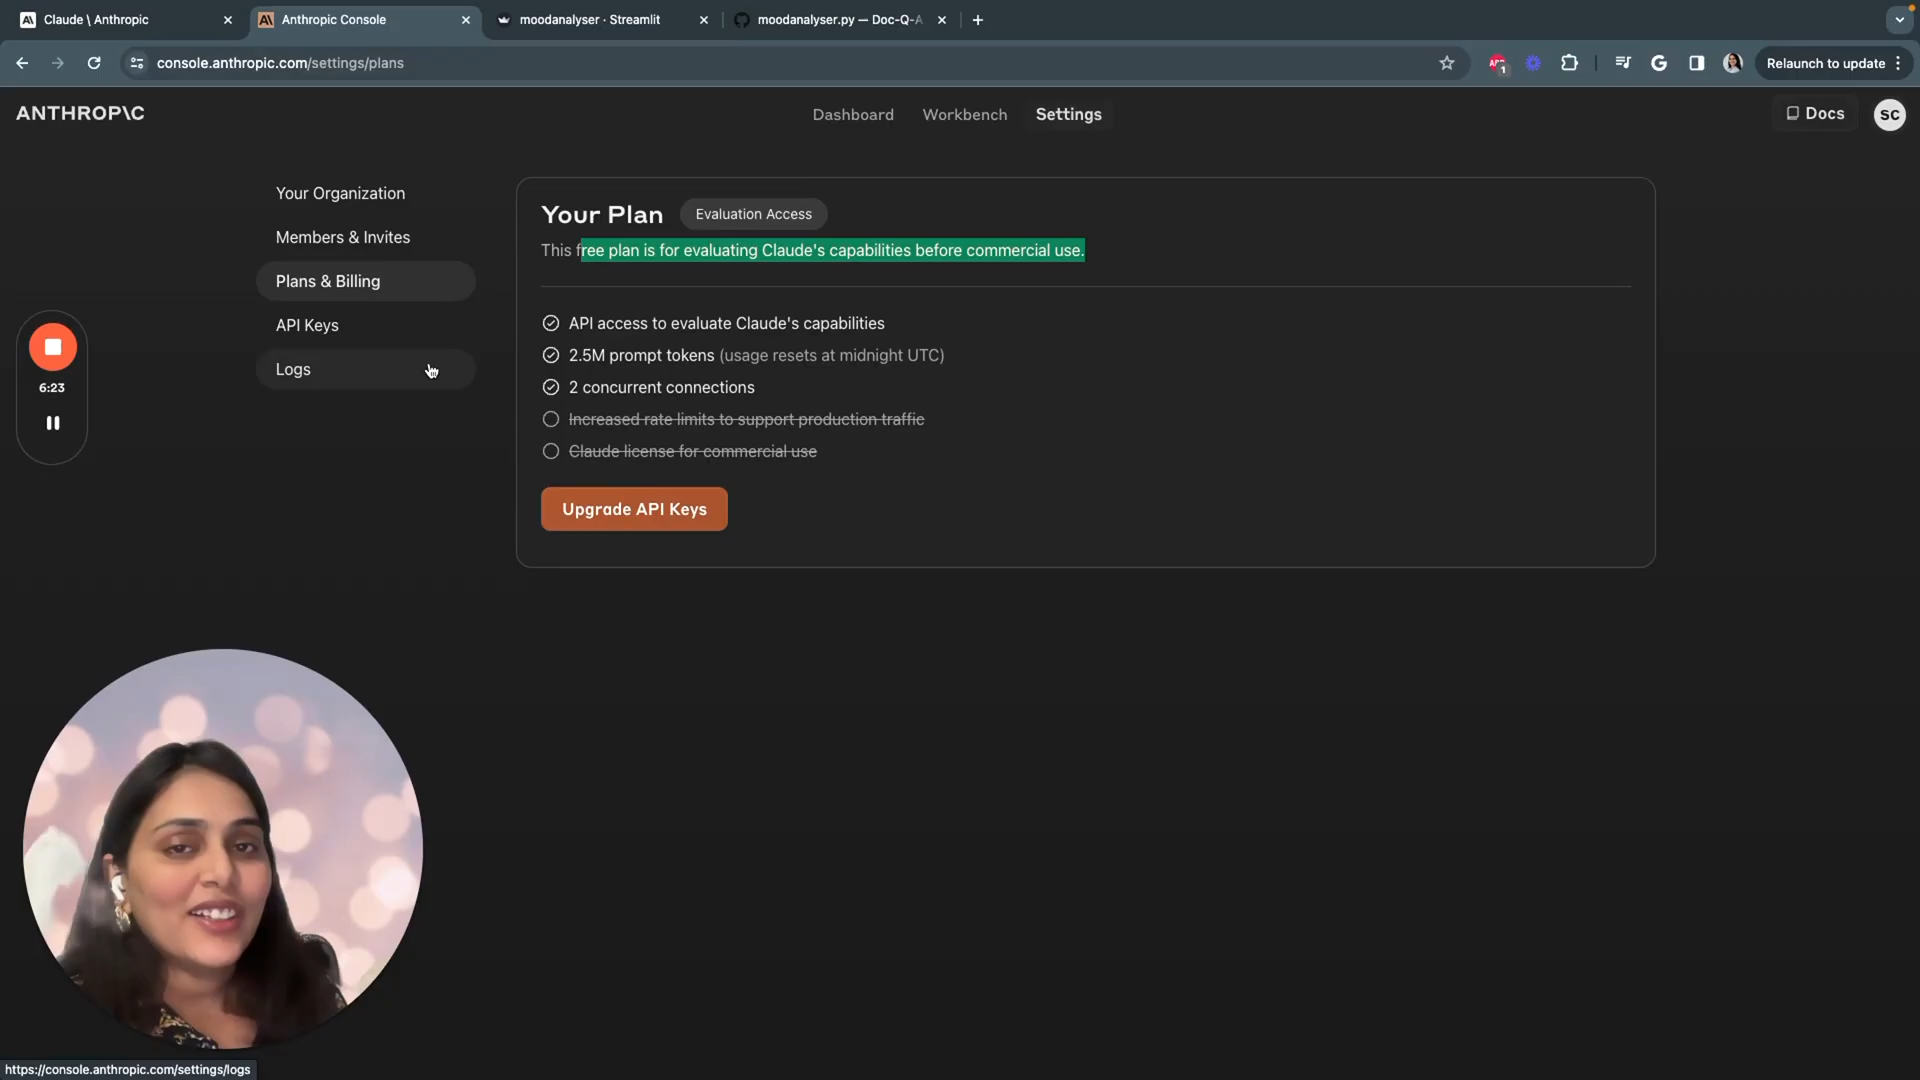 Claude \ Anthropic
Anthropic Console
moodanalyser · Streamlit
moodanalyser.py — Doc-Q-A
console.anthropic.com/settings/plans
1
Relaunch to update
ANTHROP\C
Dashboard
Workbench
Settings
Docs
SC
Your Organization
Members & Invites
Plans & Billing
API Keys
Logs
6:23
Your Plan
Evaluation Access
This free plan is for evaluating Claude's capabilities before commercial use.
API access to evaluate Claude's capabilities
2.5M prompt tokens (usage resets at midnight UTC)
2 concurrent connections
Increased rate limits to support production traffic
Claude license for commercial use
Upgrade API Keys
https://console.anthropic.com/settings/logs